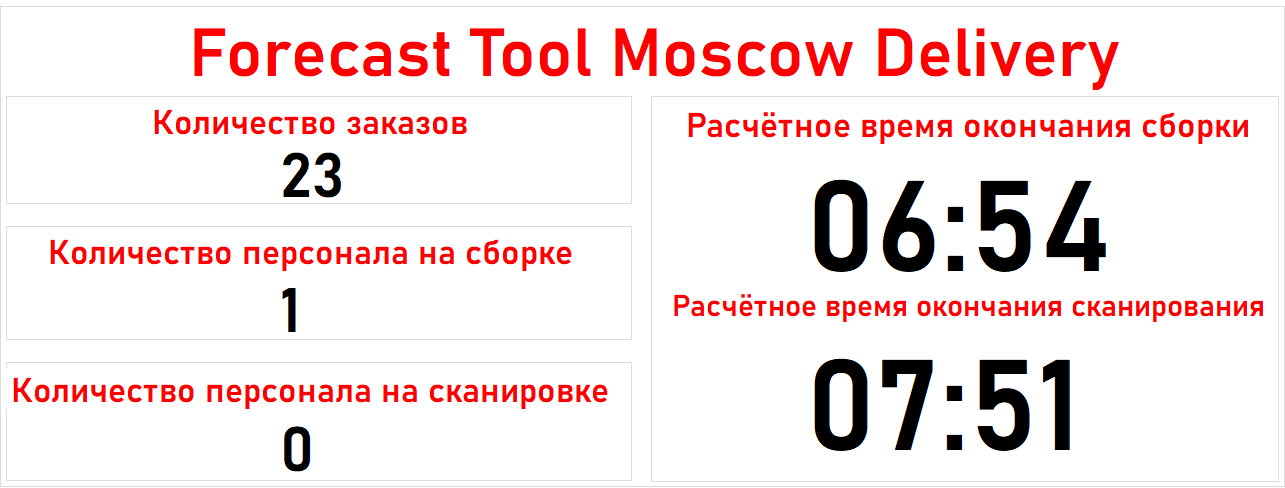 Forecast Tool Moscow Delivery
Количество заказов
23
Количество персонала на сборке
1
Количество персонала на сканировке
0
Расчётное время окончания сборки
06:54
Расчётное время окончания сканирования
07:51